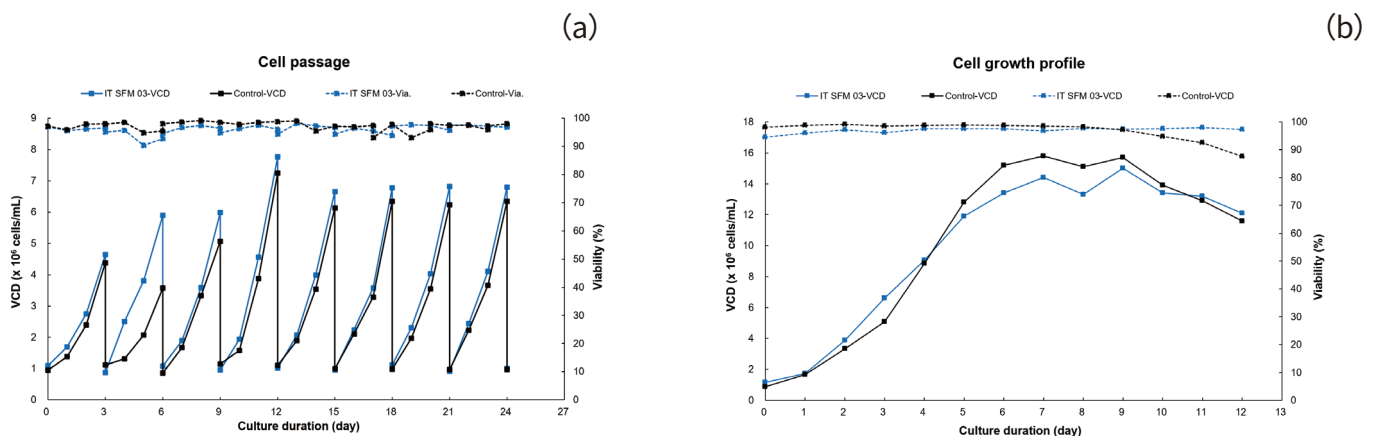 (a)
Cell passage
IT SFM 03-VCD Control-VCD IT SFM 03-Via. Control-Via.
9 8 7 6 5 4 3 2 1 0
VCD (x 10⁶ cells/mL)
100 90 80 70 60 50 40 30 20 10 0
Viability (%)
0 3 6 9 12 15 18 21 24 27
Culture duration (day)
(b)
Cell growth profile
IT SFM 03-VCD Control-VCD IT SFM 03-VCD Control-VCD
18 16 14 12 10 8 6 4 2 0
VCD (x 10⁶ cells/mL)
100 90 80 70 60 50 40 30 20 10 0
Viability (%)
0 1 2 3 4 5 6 7 8 9 10 11 12 13
Culture duration (day)